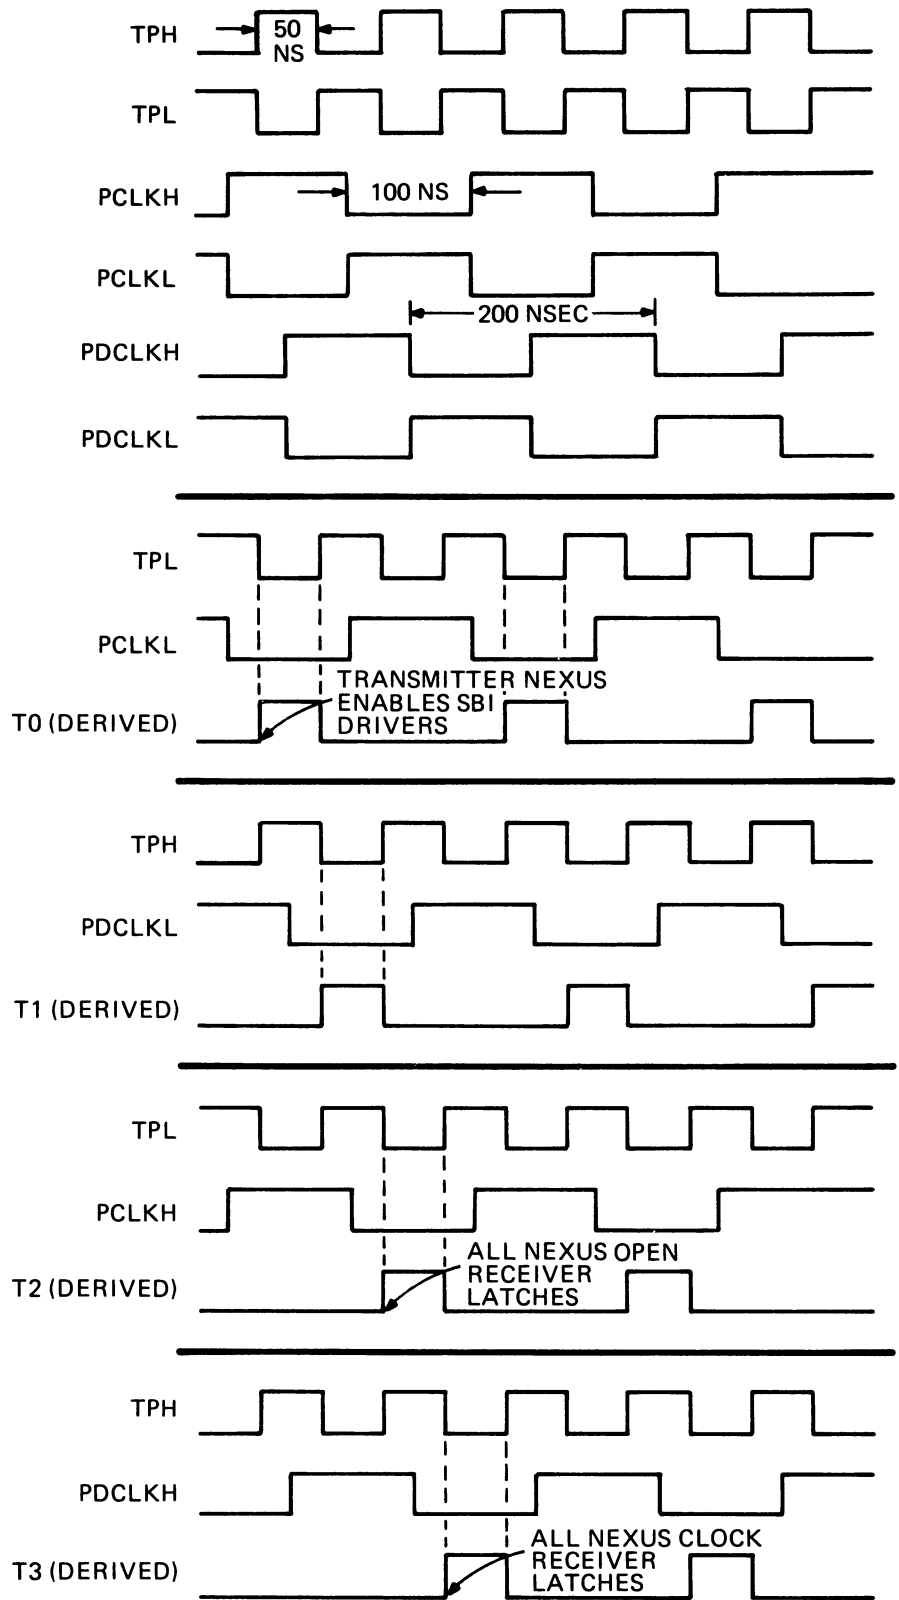 TPH
50
NS
TPL
PCLKH
100 NS
PCLKL
200 NSEC
PDCLKH
PDCLKL
TPL
PCLKL
TRANSMITTER NEXUS
ENABLES SBI
DRIVERS
T0 (DERIVED)
TPH
PDCLKL
T1 (DERIVED)
TPL
PCLKH
ALL NEXUS OPEN
RECEIVER
LATCHES
T2 (DERIVED)
TPH
PDCLKH
ALL NEXUS CLOCK
RECEIVER
LATCHES
T3 (DERIVED)